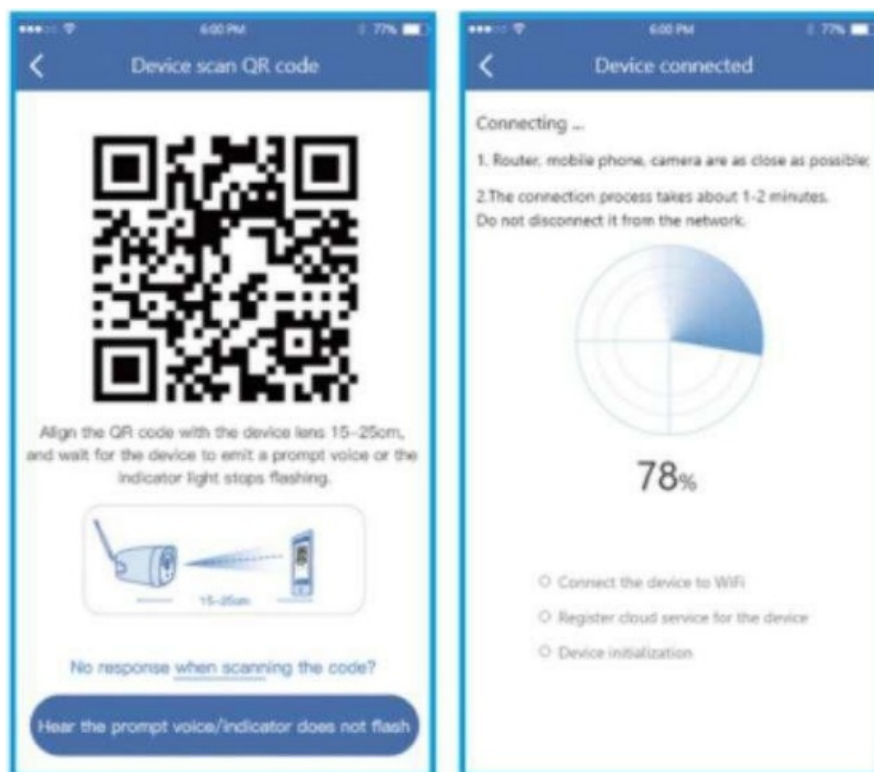 6:00 PM
77%
Device scan QR code
Align the QR code with the device lens 15-25cm,
and wait for the device to emit a prompt voice or the
indicator light stops flashing.
15-25cm
No response when scanning the code?
Hear the prompt voice/indicator does not flash
6:00 PM
77%
Device connected
Connecting ...
1. Router, mobile phone, camera are as close as possible;
2.The connection process takes about 1-2 minutes.
Do not disconnect it from the network.
78%
Connect the device to WiFi
Register cloud service for the device
Device initialization